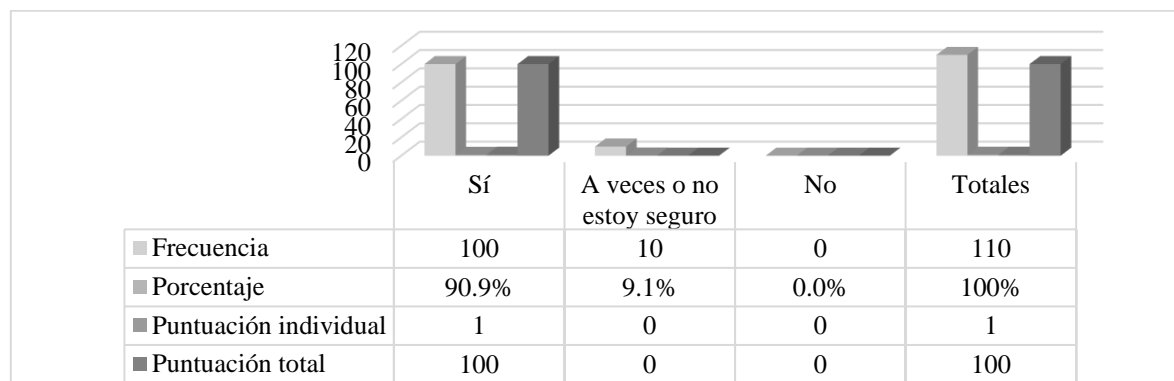 120
100
80
60
40
20
0
Sí
A veces o no
estoy seguro
No
Totales
Frecuencia 100 10 0 110
Porcentaje 90.9% 9.1% 0.0% 100%
Puntuación individual 1 0 0 1
Puntuación total 100 0 0 100